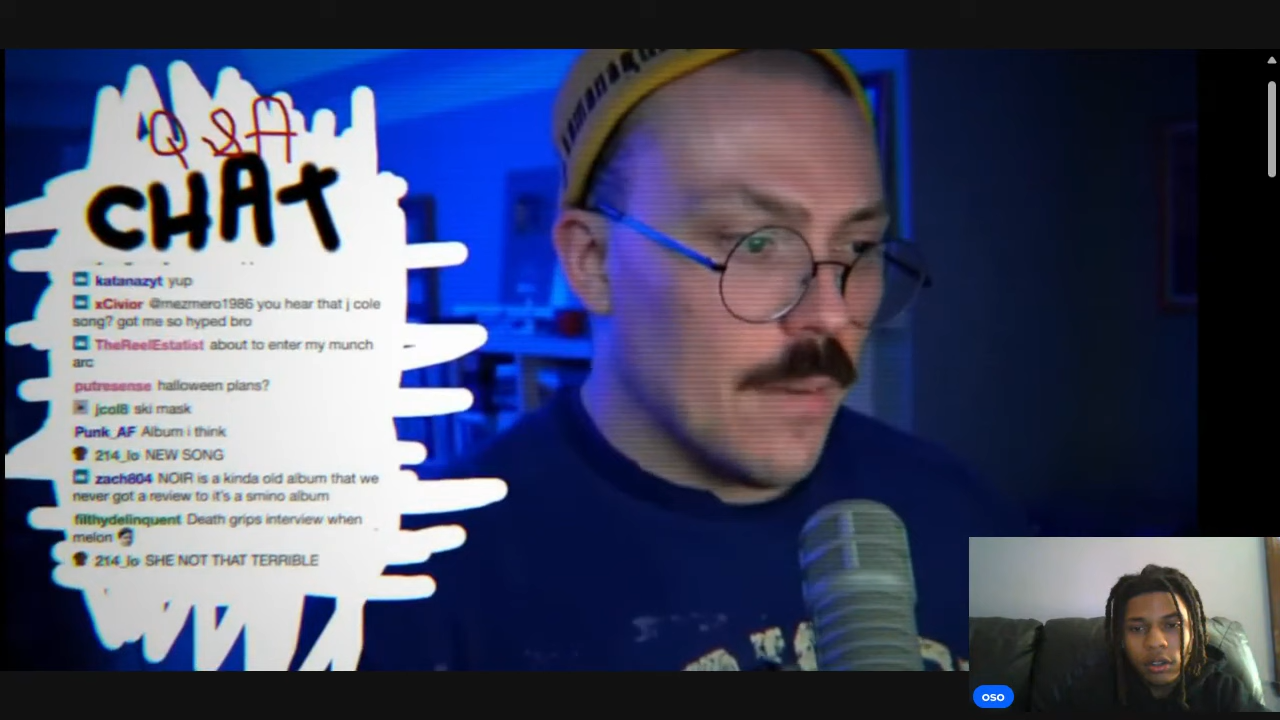 Q&A
CHAT
katanazyt yup
xCivior @mezmero1986 you hear that j cole
song? got me so hyped bro
TheReelEstatist about to enter my munch
arc
putresense halloween plans?
jcol8 ski mask
Punk_AF Album i think
214_lo NEW SONG
zach804 NOIR is a kinda old album that we
never got a review to it's a smino album
filthydelinquent Death grips interview when
melon
214_lo SHE NOT THAT TERRIBLE
oso